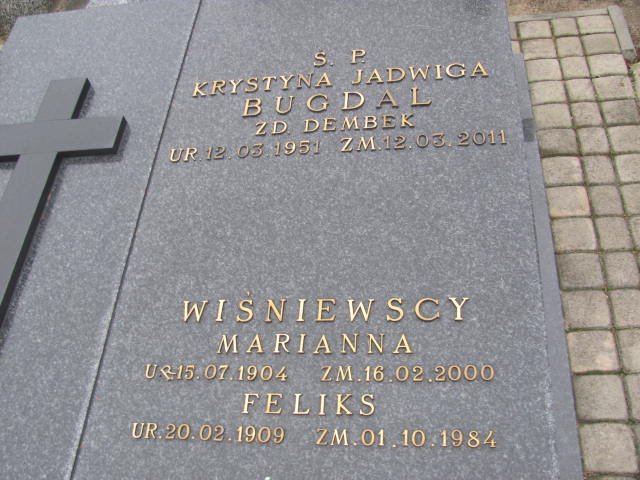 Ś. P.
KRYSTYNA JADWIGA
BUGDAL
ZD. DEMBEK
UR. 12.03.1951 ZM. 12.03.2011
WIŚNIEWSCY
MARIANNA
UR. 15.07.1904 ZM. 16.02.2000
FELIKS
UR. 20.02.1909 ZM. 01.10.1984